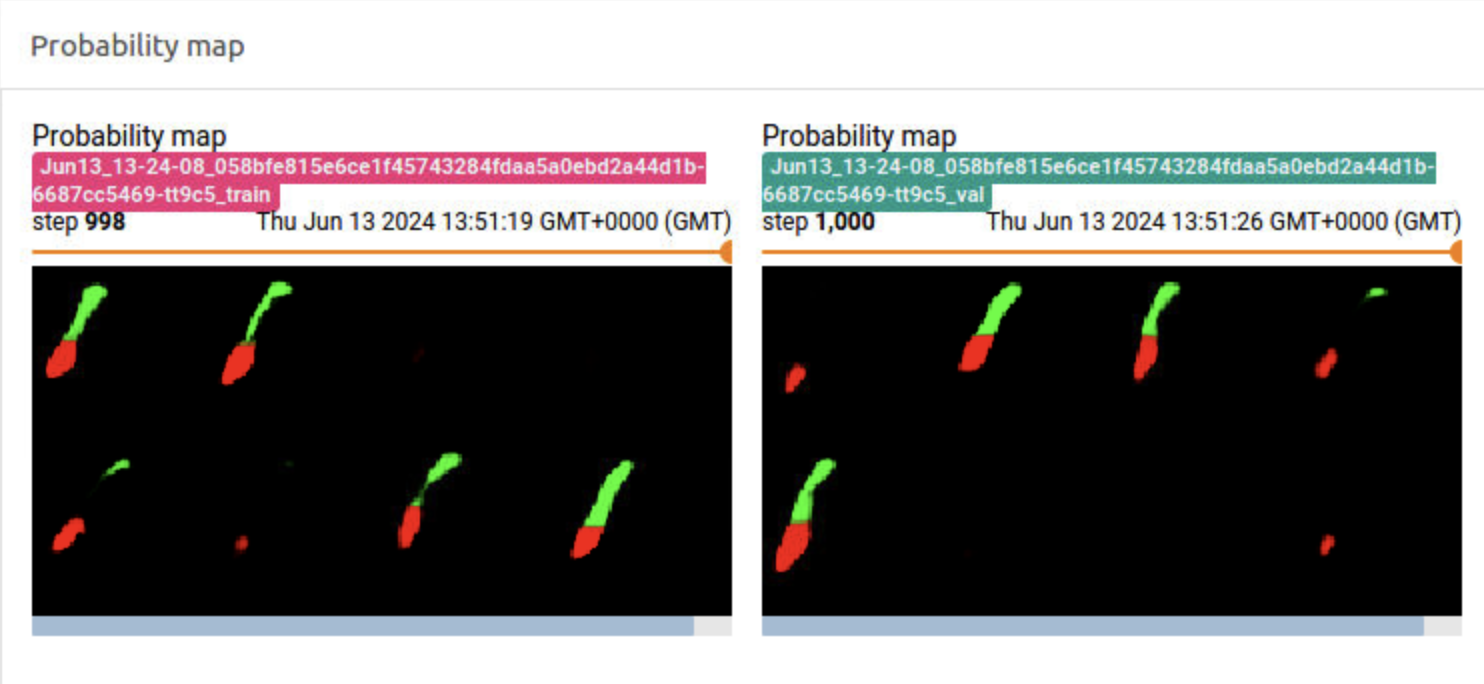 Probability map
Probability map
Jun13_13-24-08_058bfe815e6ce1f45743284fdaa5a0ebd2a44d1b-
6687cc5469-tt9c5_train
step 998 Thu Jun 13 2024 13:51:19 GMT+0000 (GMT)
Probability map
Jun13_13-24-08_058bfe815e6ce1f45743284fdaa5a0ebd2a44d1b-
6687cc5469-tt9c5_val
step 1,000 Thu Jun 13 2024 13:51:26 GMT+0000 (GMT)